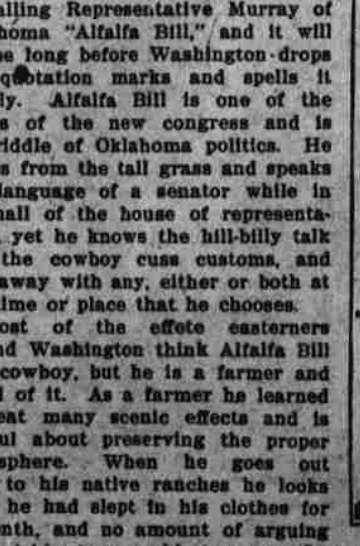 alling Representative Murray of
homa "Alfalfa Bill," and it will
be long before Washington drops
quotation marks and spells it
ly. Alfalfa Bill is one of the
s of the new congress and is
riddle of Oklahoma politics. He
s from the tall grass and speaks
language of a senator while in
hall of the house of representa-
yet he knows the hill-billy talk
the cowboy cuss customs, and
away with any, either or both at
time or place that he chooses.
ost of the effete easterners
nd Washington think Alfalfa Bill
cowboy, but he is a farmer and
d of it. As a farmer he learned
eat many scenic effects and is
ul about preserving the proper
sphere. When he goes out
to his native ranches he looks
he had slept in his clothes for
nth, and no amount of arguing